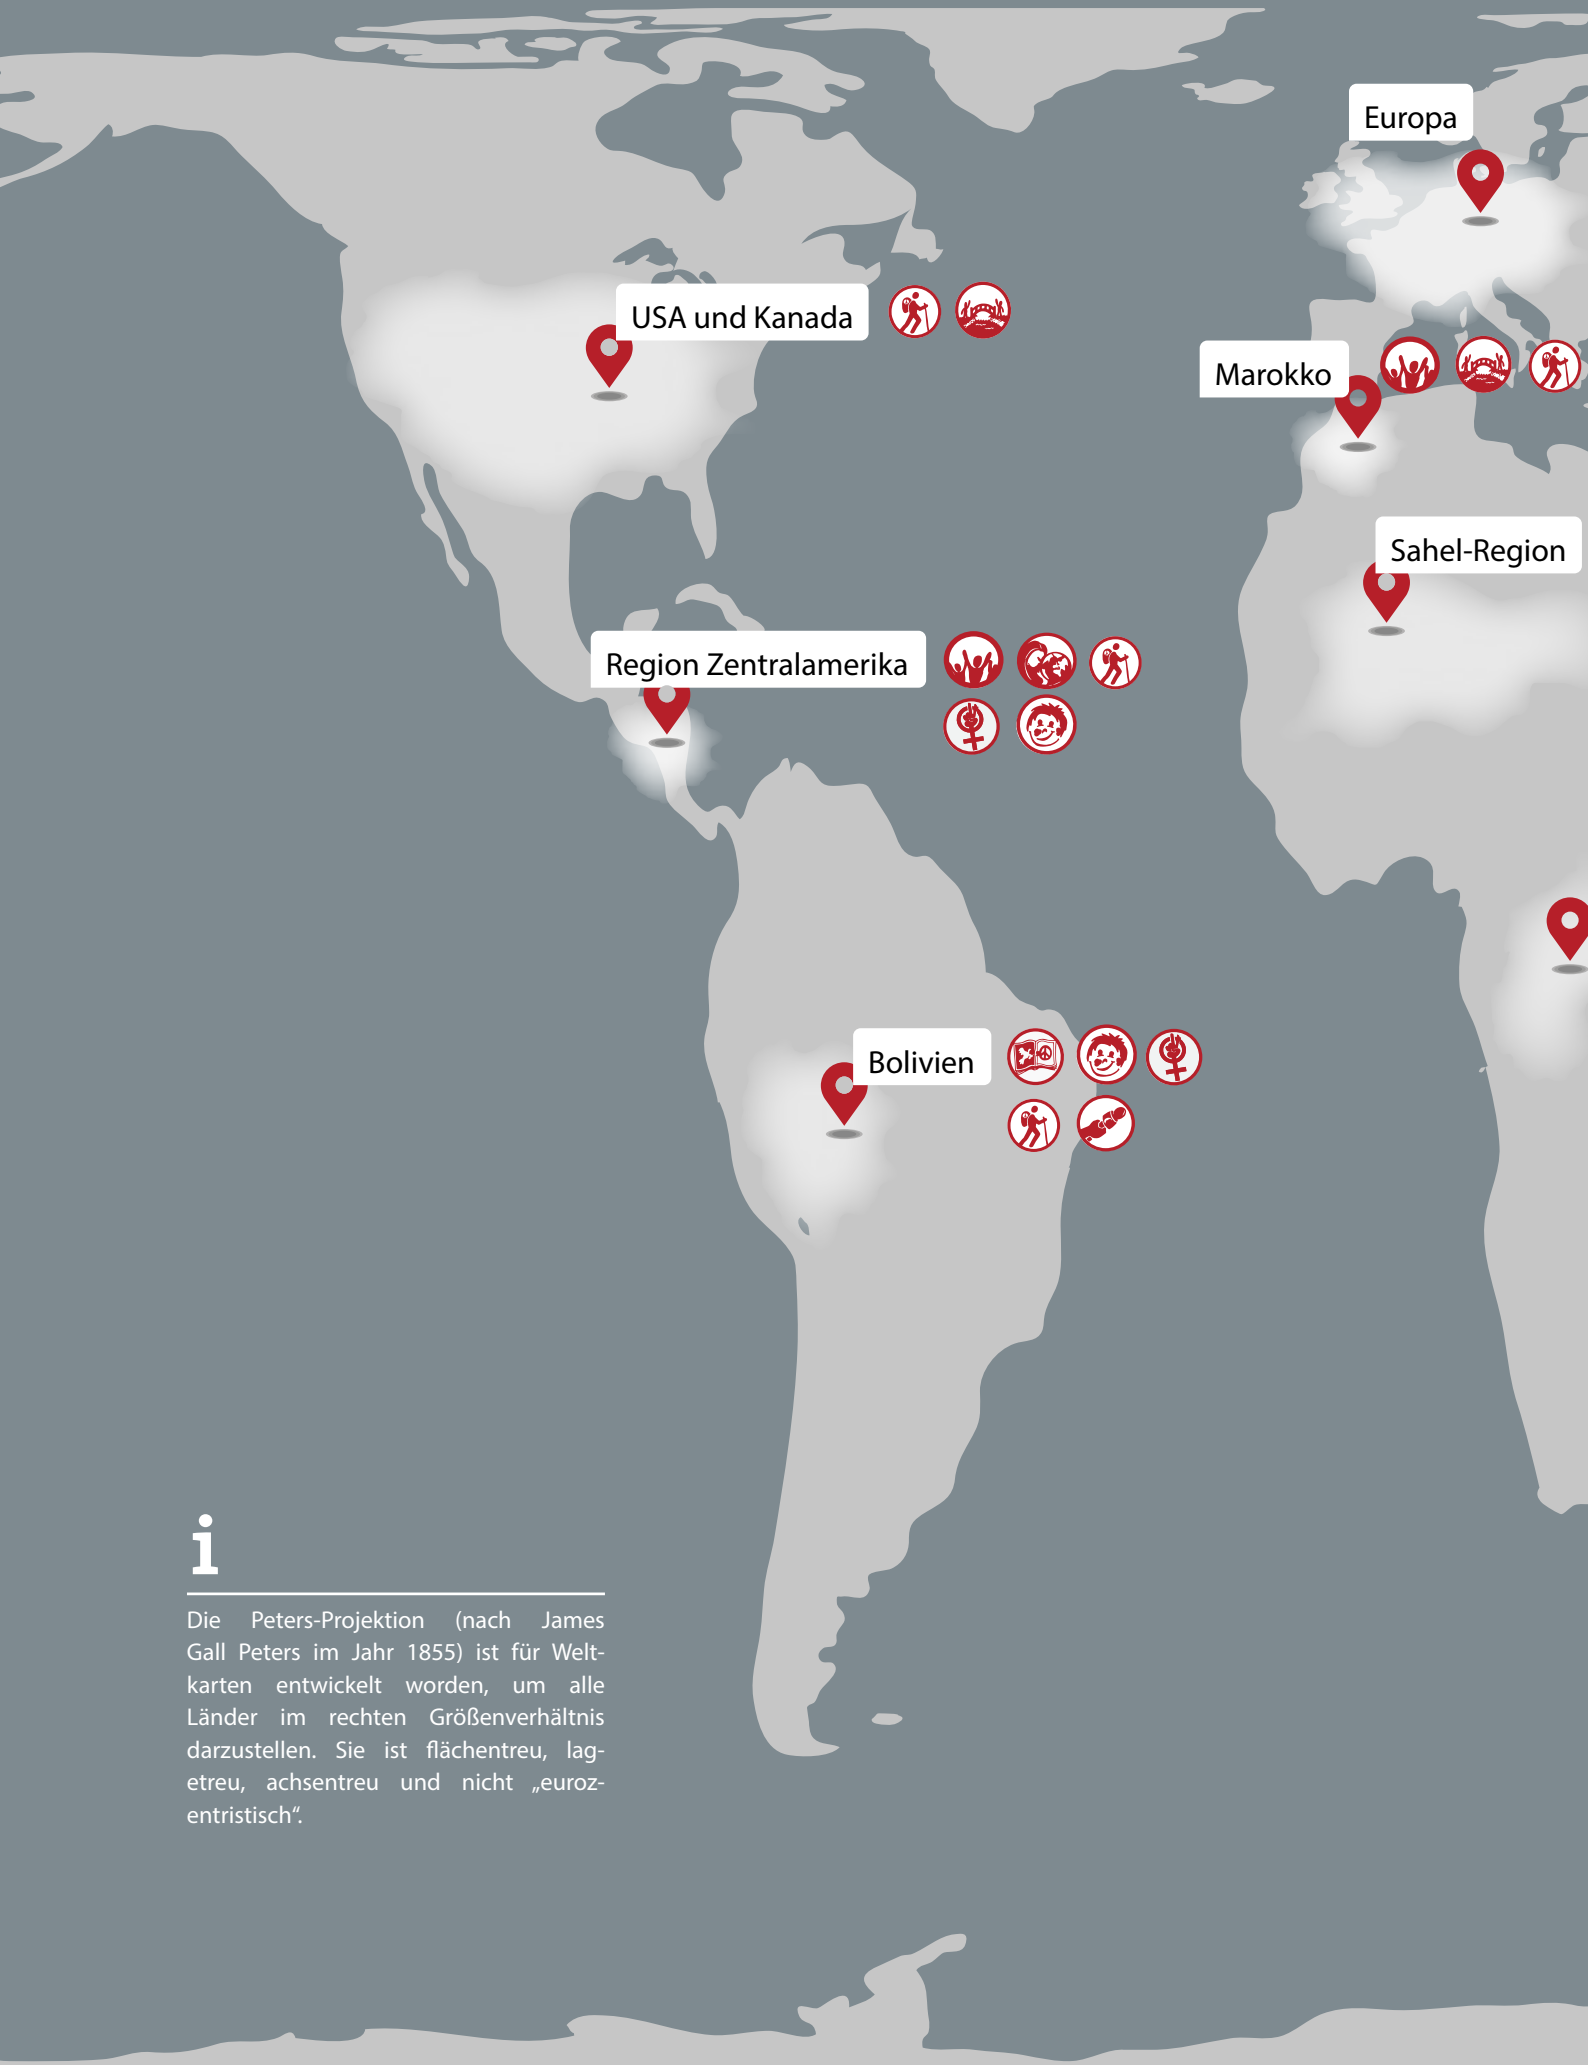 Europa
USA und Kanada
Marokko
Sahel-Region
Region Zentralamerika
Bolivien
i
Die Peters-Projektion (nach James
Gall Peters im Jahr 1855) ist für Welt-
karten entwickelt worden, um alle
Länder im rechten Größenverhältnis
darzustellen. Sie ist flächentreu, lag-
etreu, achsentreu und nicht „euroz-
entristisch“.